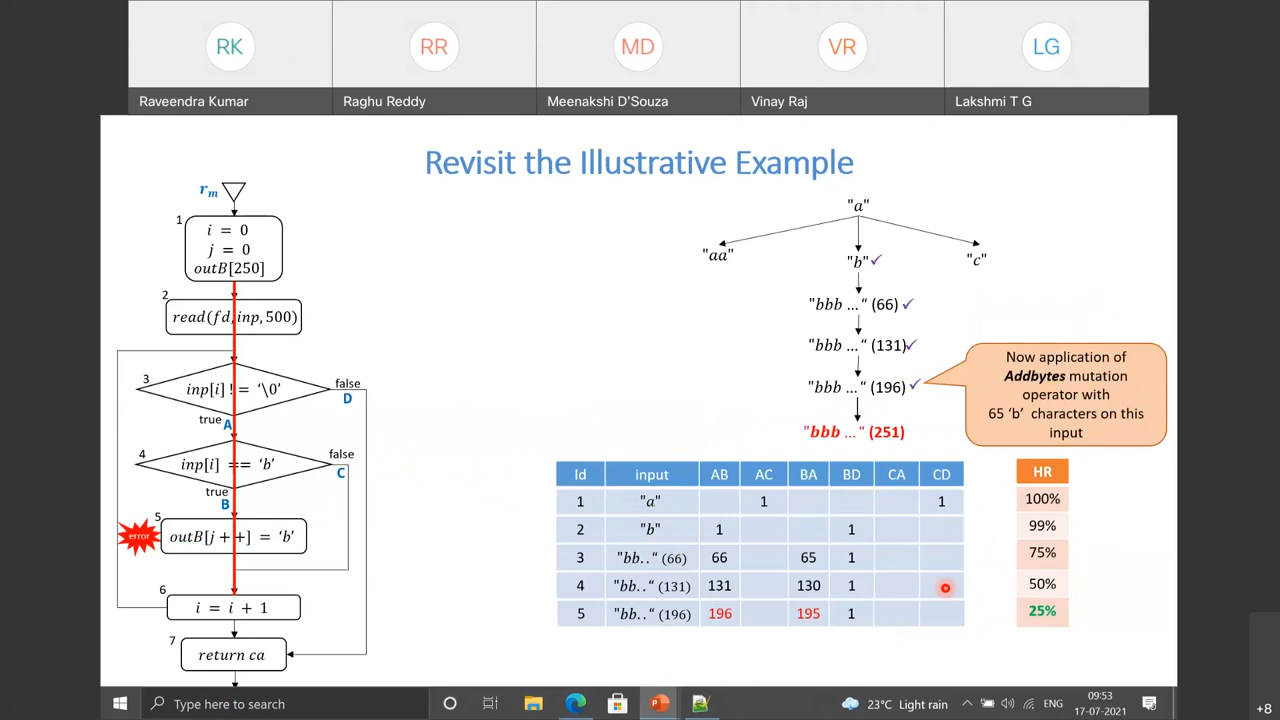 RK
RR
MD
VR
LG
Raveendra Kumar
Raghu Reddy
Meenakshi D'Souza
Vinay Raj
Lakshmi T G
Revisit the Illustrative Example
r_m
1
i = 0
j = 0
outB[250]
2
read(fd,inp,500)
3
inp[i]! = '\0'
false
D
true
A
4
inp[i] == 'b'
false
C
true
B
5
error
outB[j + +] = 'b'
6
i = i + 1
7
return ca
"a"
"aa"
"b"✓
"c"
"bbb ..." (66) ✓
"bbb ..." (131)✓
"bbb ..." (196) ✓
"bbb ..." (251)
Now application of
Addbytes mutation
operator with
65 'b' characters on this
input
Id input AB AC BA BD CA CD HR
1 "a" 1 1 100%
2 "b" 1 1 99%
3 "bb.." (66) 66 65 1 75%
4 "bb.." (131) 131 130 1 50%
5 "bb.." (196) 196 195 1 25%
Type here to search
23°C Light rain
ENG
09:53
17-07-2021
+8